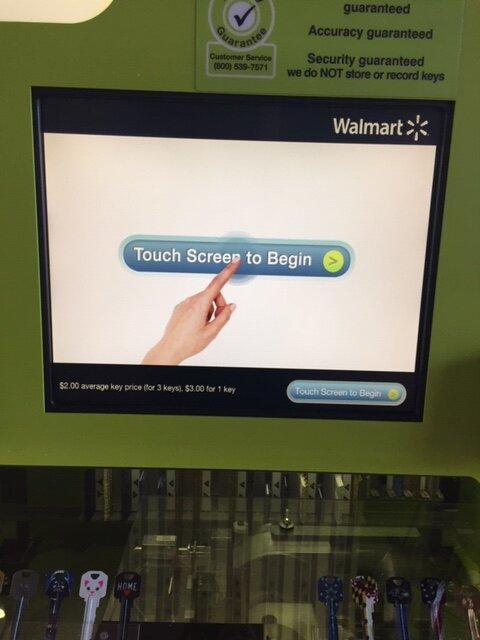 guaranteed
Guarantee
Customer Service
(800) 539-7571
Accuracy guaranteed
Security guaranteed
we do NOT store or record keys
Walmart
Touch Screen to Begin >
$2.00 average key price (for 3 keys), $3.00 for 1 key
Touch Screen to Begin >
HOME